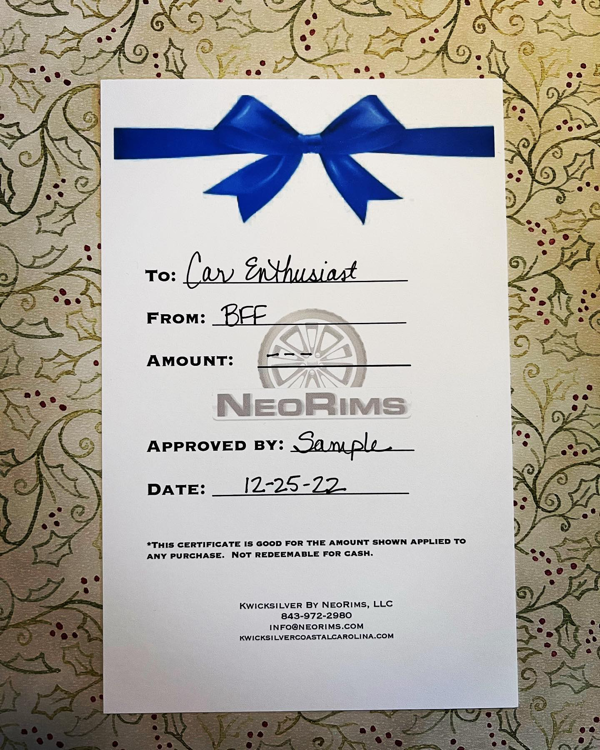 TO: Car Enthusiast
FROM: BFF
AMOUNT: ---
NEORIMS
APPROVED BY: Sample
DATE: 12-25-22
*THIS CERTIFICATE IS GOOD FOR THE AMOUNT SHOWN APPLIED TO
ANY PURCHASE. NOT REDEEMABLE FOR CASH.
KWICKSILVER BY NEORIMS, LLC
843-972-2980
INFO@NEORIMS.COM
KWICKSILVERCOASTALCAROLINA.COM